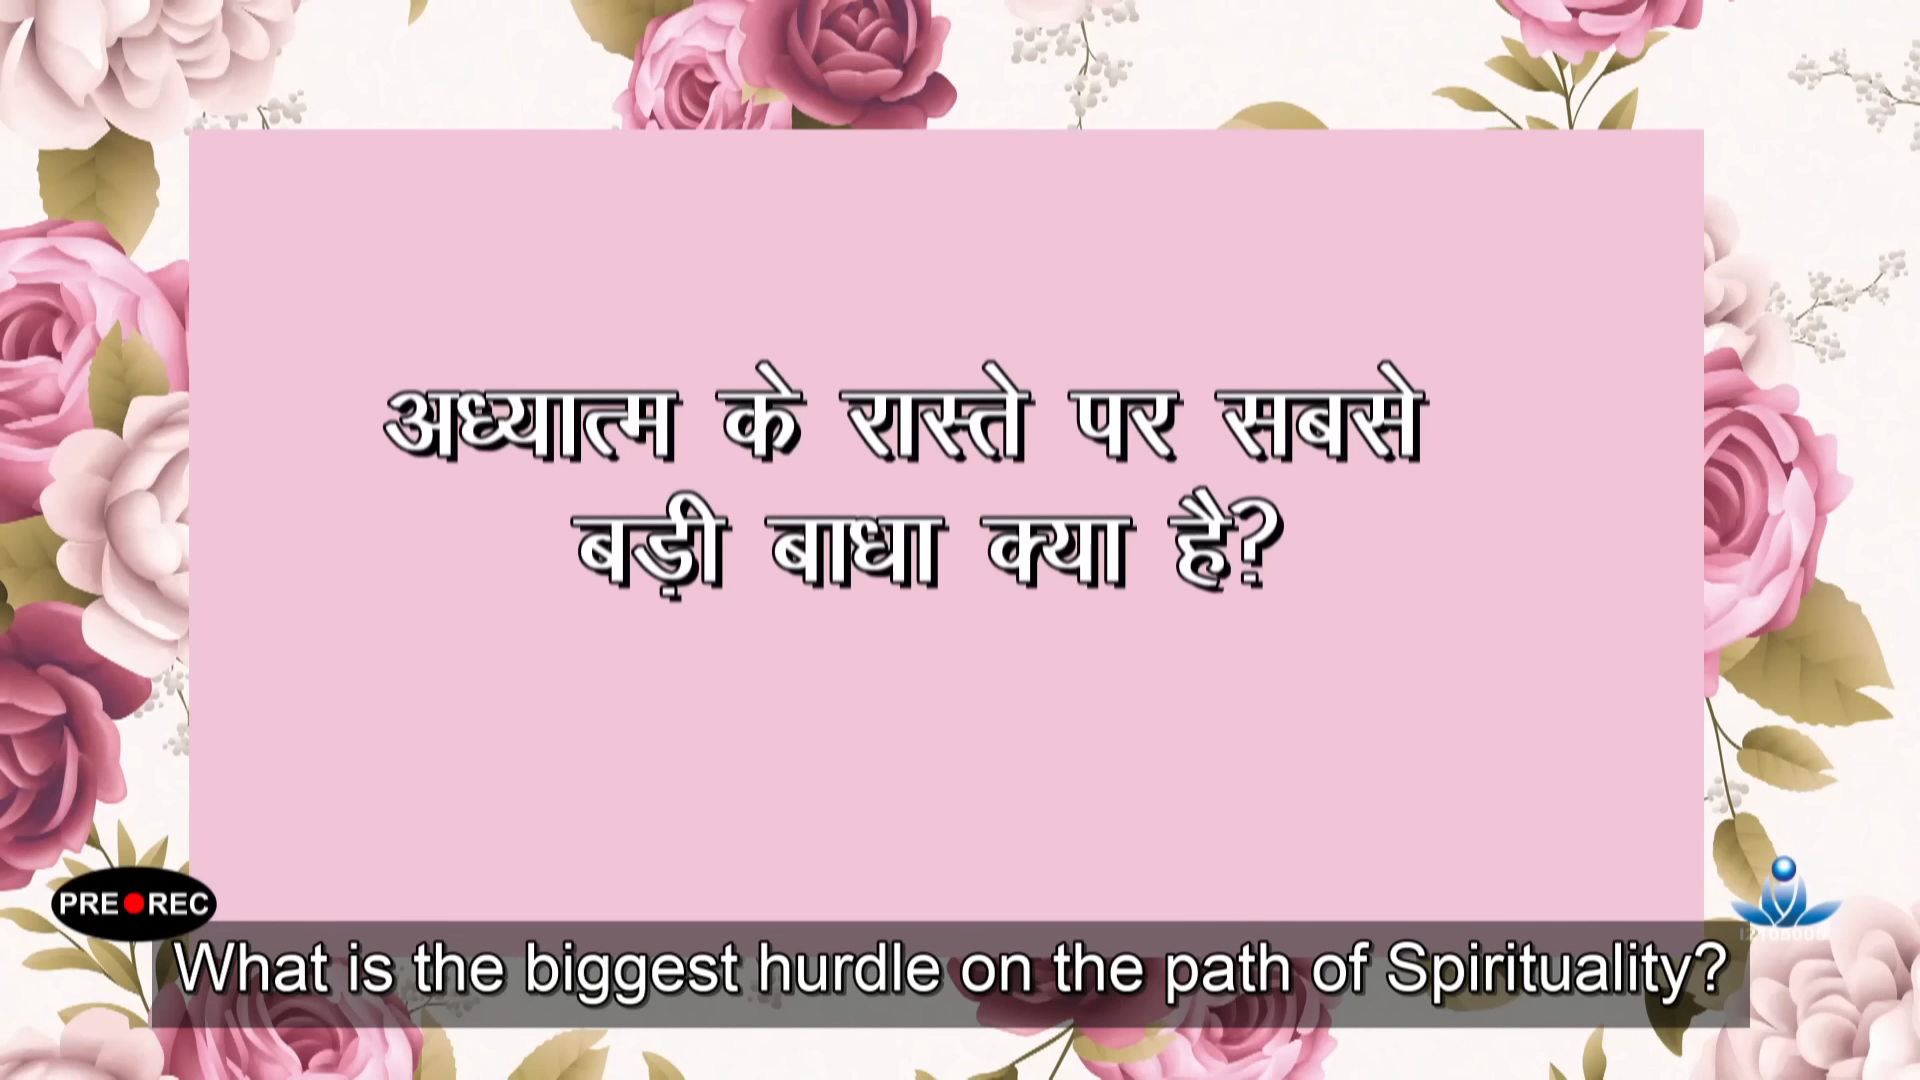 अध्यात्म के रास्ते पर सबसे
बड़ी बाधा क्या है?
PRE REC
What is the biggest hurdle on the path of Spirituality?